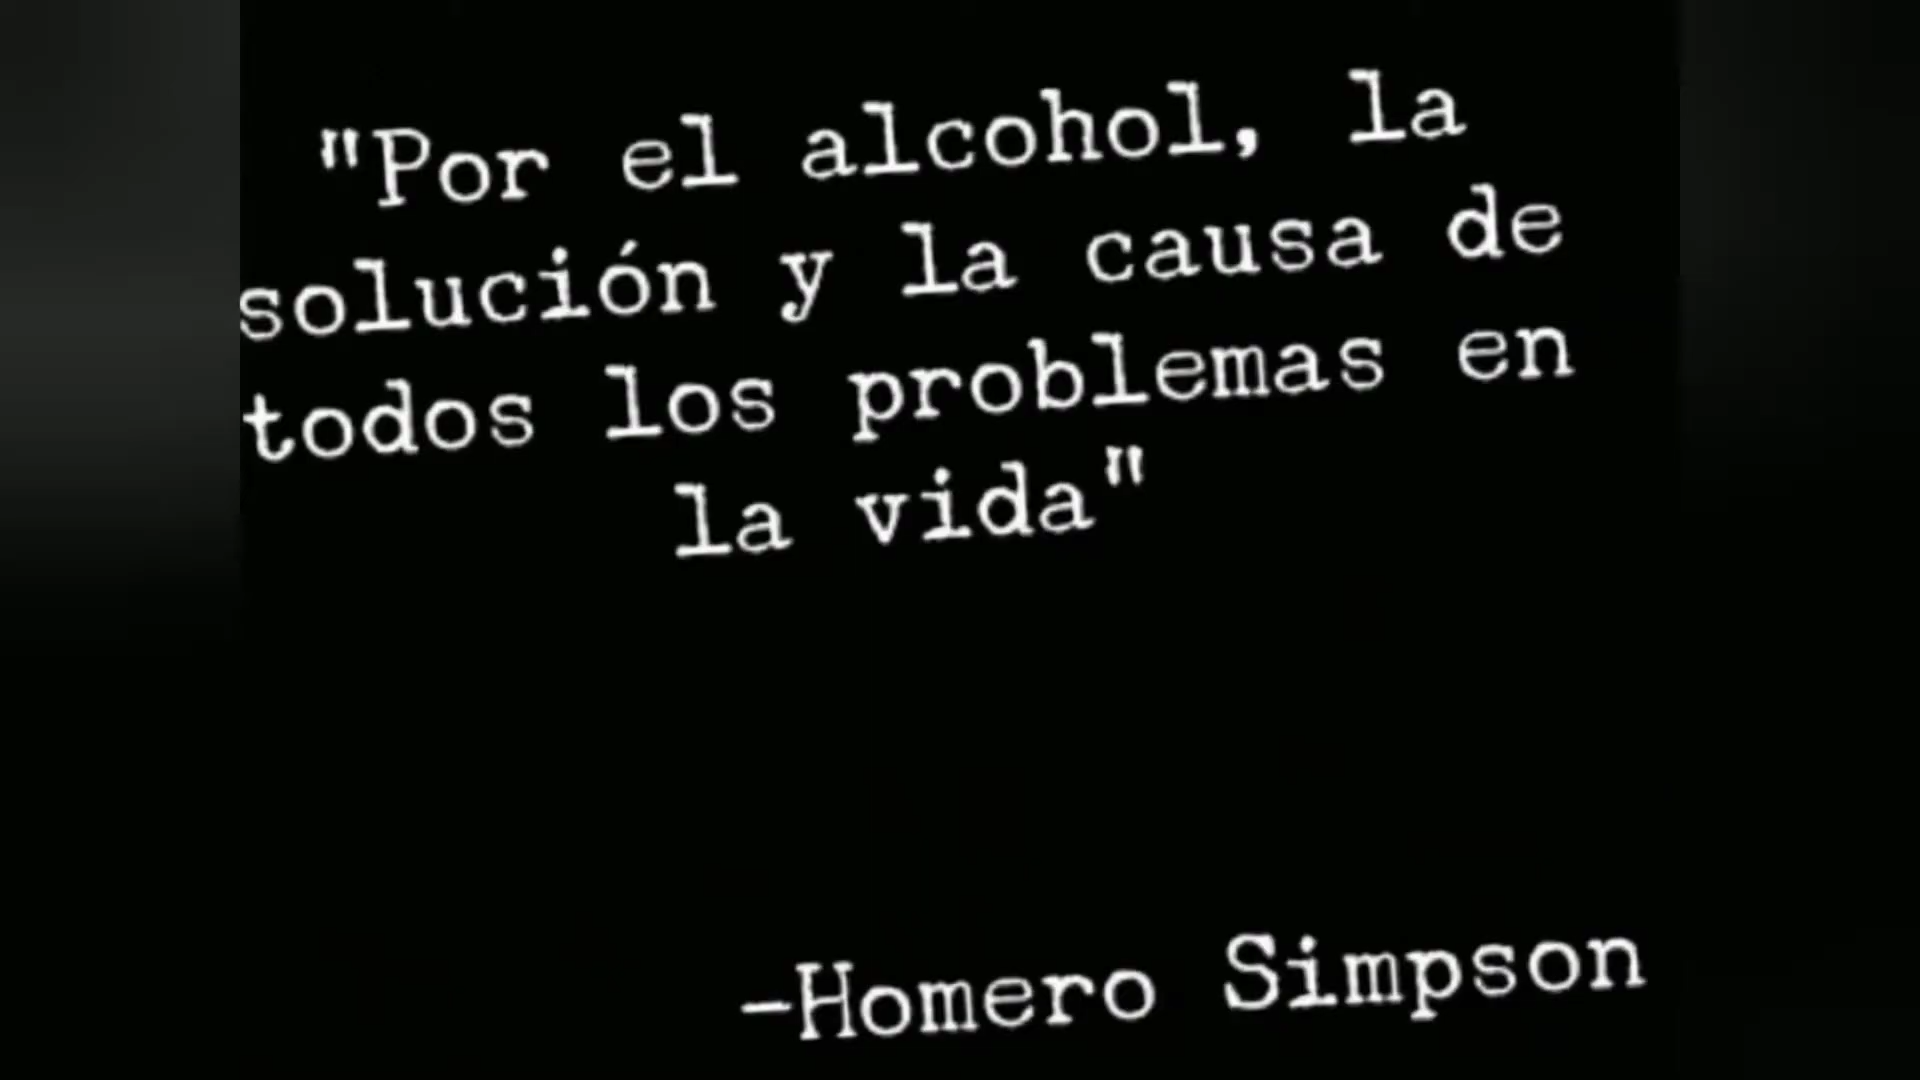 "Por el alcohol, la
solución y la causa de
todos los problemas en
la vida"
-Homero Simpson